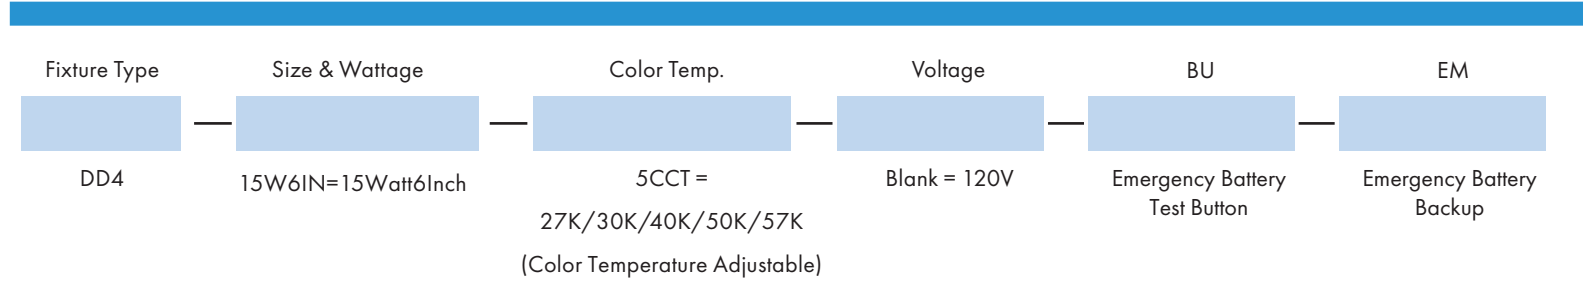 Fixture Type
Size & Wattage
Color Temp.
Voltage
BU
EM
DD4
15W6IN=15Watt6Inch
5CCT =
27K/30K/40K/50K/57K
(Color Temperature Adjustable)
Blank = 120V
Emergency Battery
Test Button
Emergency Battery
Backup